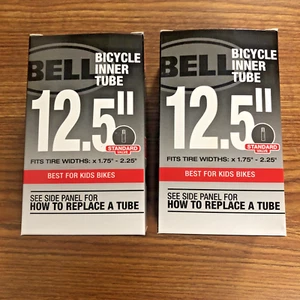 BELL
BICYCLE
INNER
TUBE
12.5"
STANDARD
VALVE
FITS TIRE WIDTHS: x 1.75" - 2.25"
BEST FOR KIDS BIKES
SEE SIDE PANEL FOR
HOW TO REPLACE A TUBE
BELL
BICYCLE
INNER
TUBE
12.5"
STANDARD
VALVE
FITS TIRE WIDTHS: x 1.75" - 2.25"
BEST FOR KIDS BIKES
SEE SIDE PANEL FOR
HOW TO REPLACE A TUBE